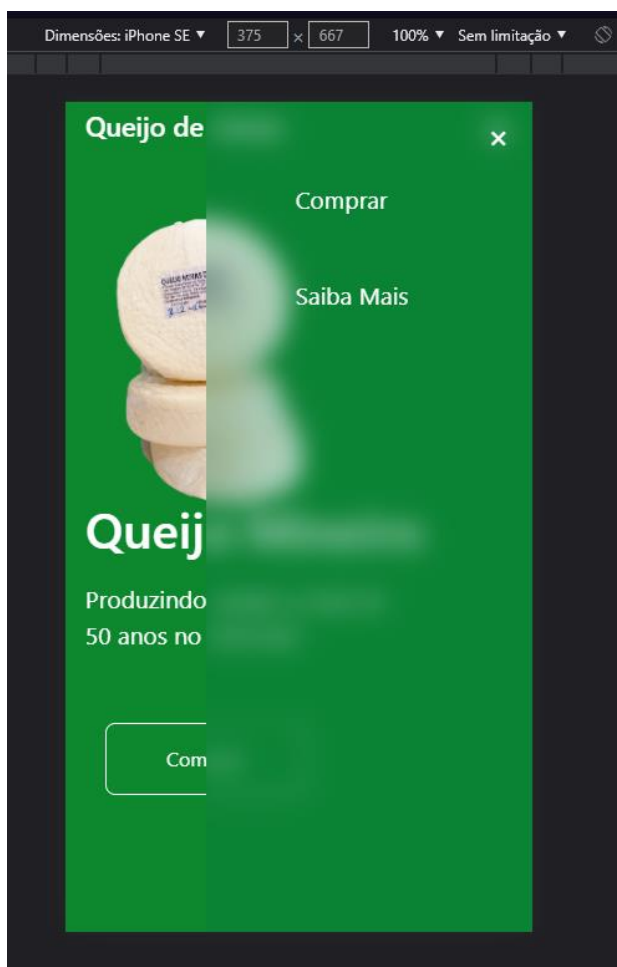 Dimensões: iPhone SE ▼ 375 × 667 100% ▼ Sem limitação ▼
Queijo de
×
Comprar
Saiba Mais
Queij
Produzindo
50 anos no
Com